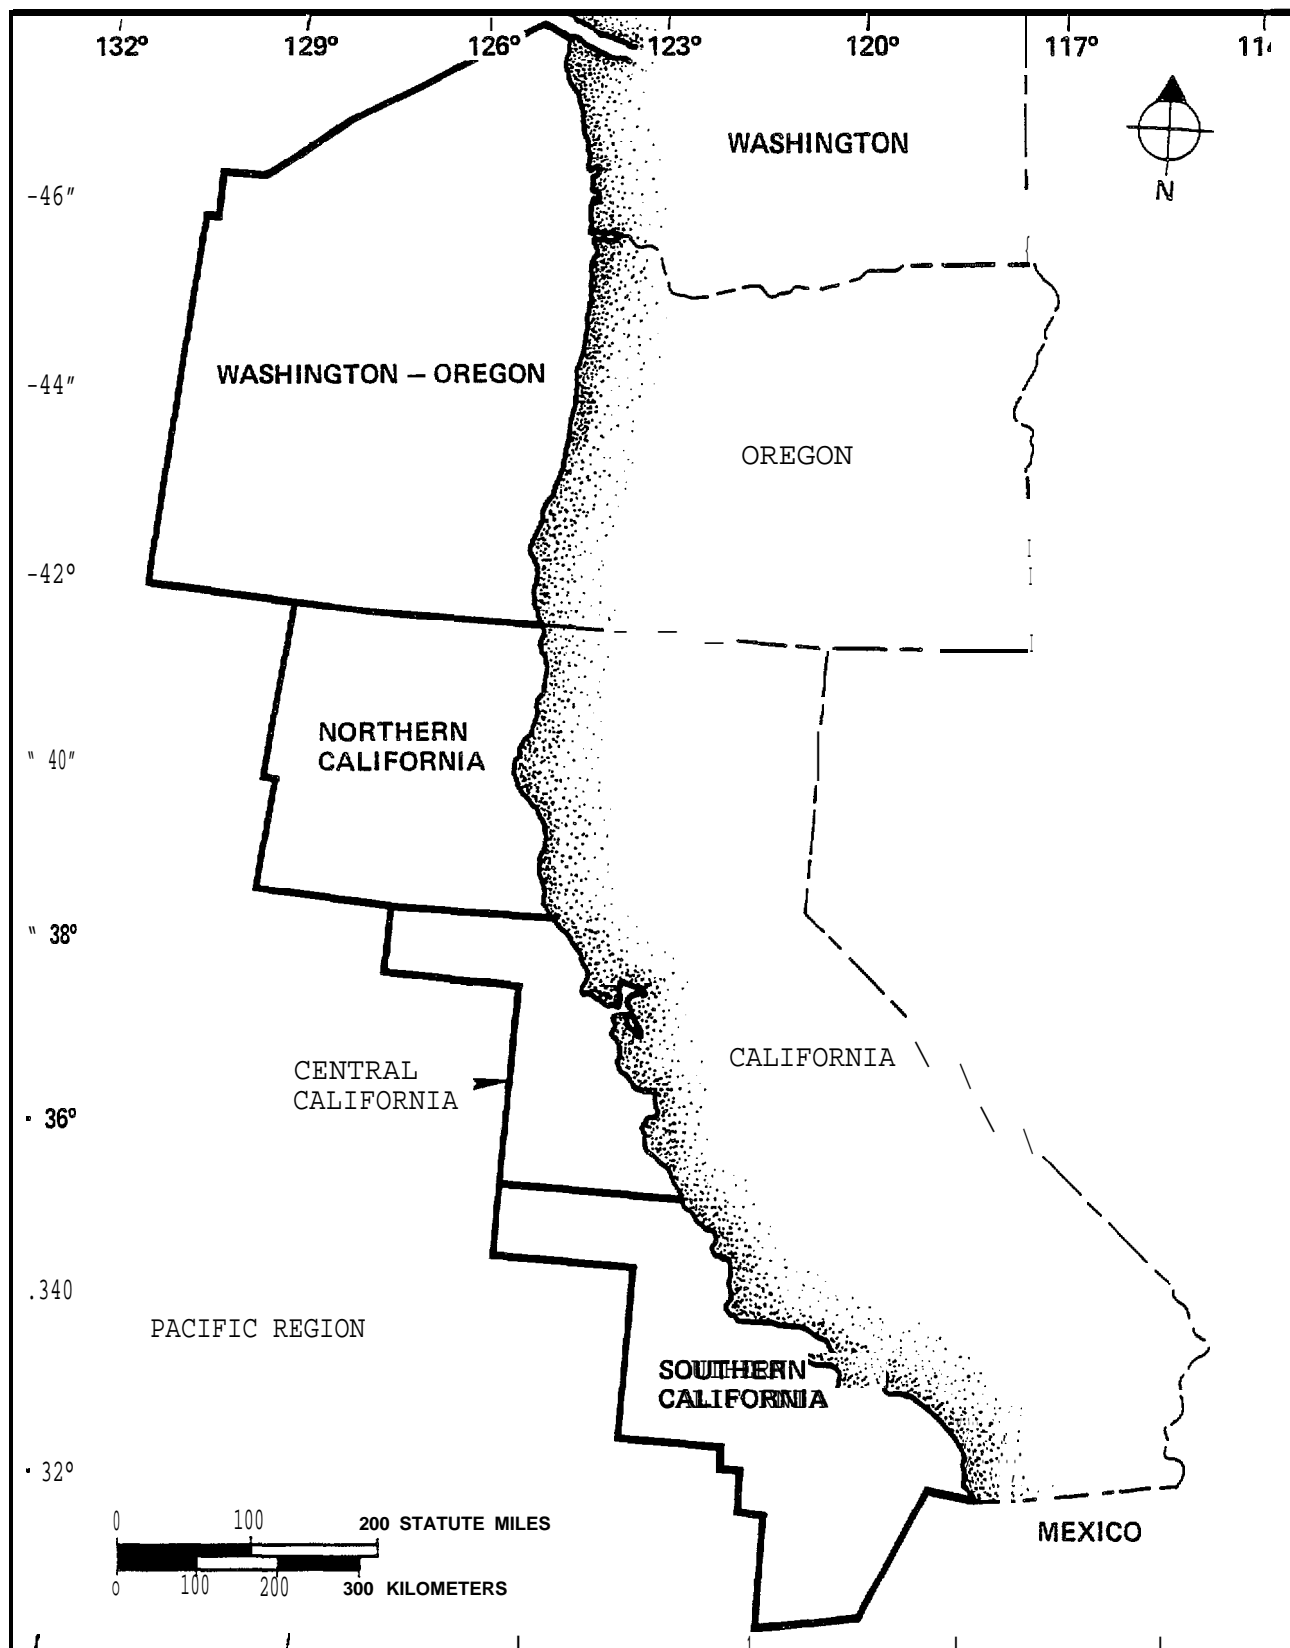 132° 129° 126° 123° 120° 117° 114
WASHINGTON
N
-46″
WASHINGTON – OREGON
-44″
OREGON
-42°
NORTHERN
CALIFORNIA
" 40″
" 38°
CALIFORNIA
CENTRAL
CALIFORNIA
· 36°
.340
PACIFIC REGION
SOUTHERN
CALIFORNIA
· 32°
0 100 200 STATUTE MILES
MEXICO
0 100 200 300 KILOMETERS